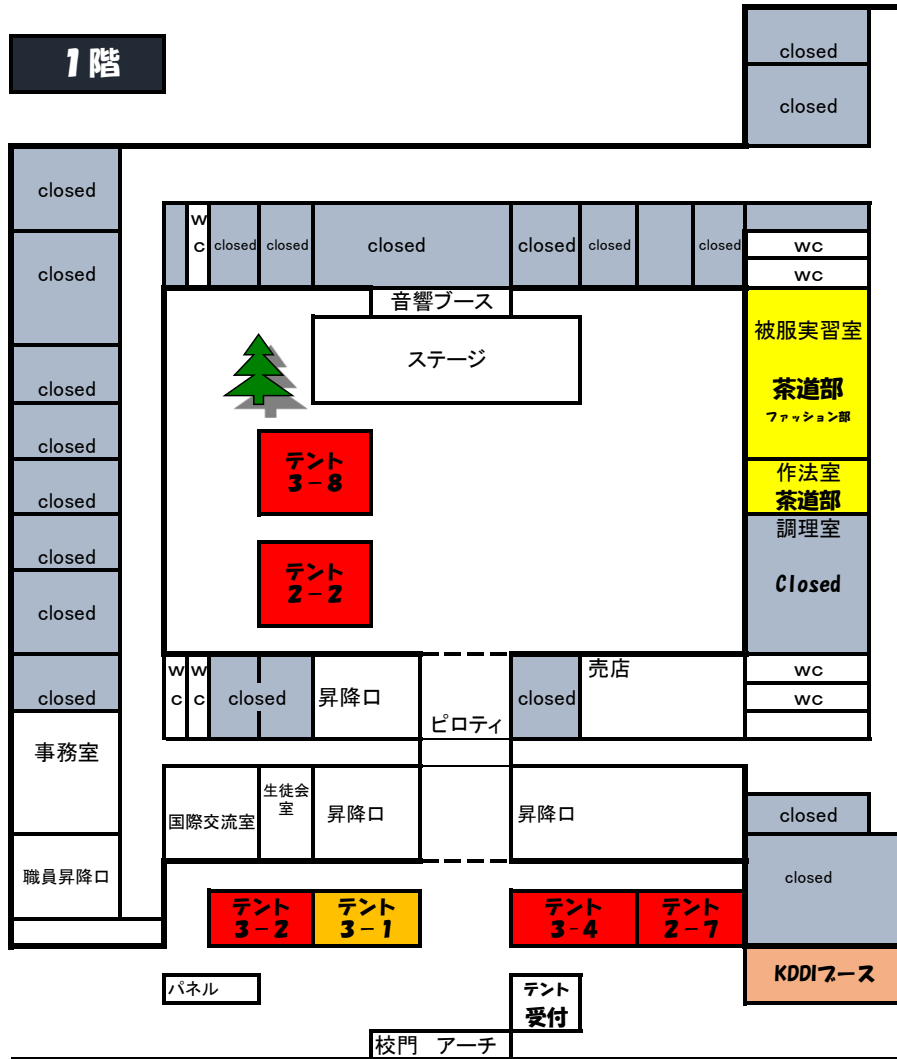 1階
closed
closed
closed
closed
closed
closed
closed
closed
closed
closed
WC
closed
closed
closed
closed
closed
closed
WC
WC
音響ブース
ステージ
被服実習室
茶道部
ファッション部
作法室
茶道部
調理室
Closed
テント
3-8
テント
2-2
WC
WC
closed
昇降口
ピロティ
closed
売店
WC
WC
事務室
職員昇降口
国際交流室
生徒会
室
昇降口
昇降口
closed
closed
テント
3-2
テント
3-1
テント
3-4
テント
2-7
KDDIブース
パネル
テント
受付
校門 アーチ